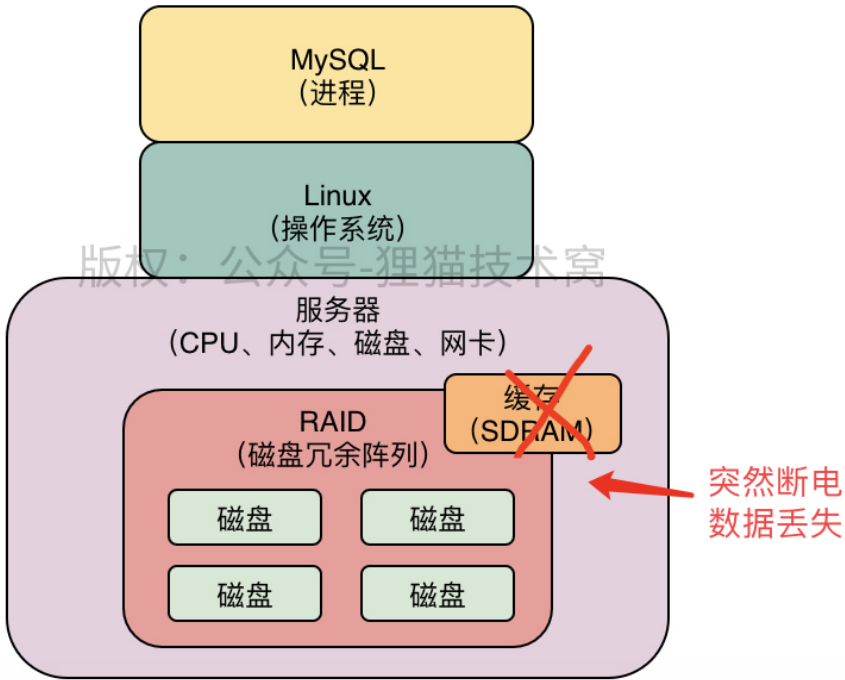 MySQL
（进程）
Linux
（操作系统）
版权：公众号-狸猫技术窝
服务器
（CPU、内存、磁盘、网卡）
缓存
（SDRAM）
RAID
（磁盘冗余阵列）
突然断电
数据丢失
磁盘
磁盘
磁盘
磁盘